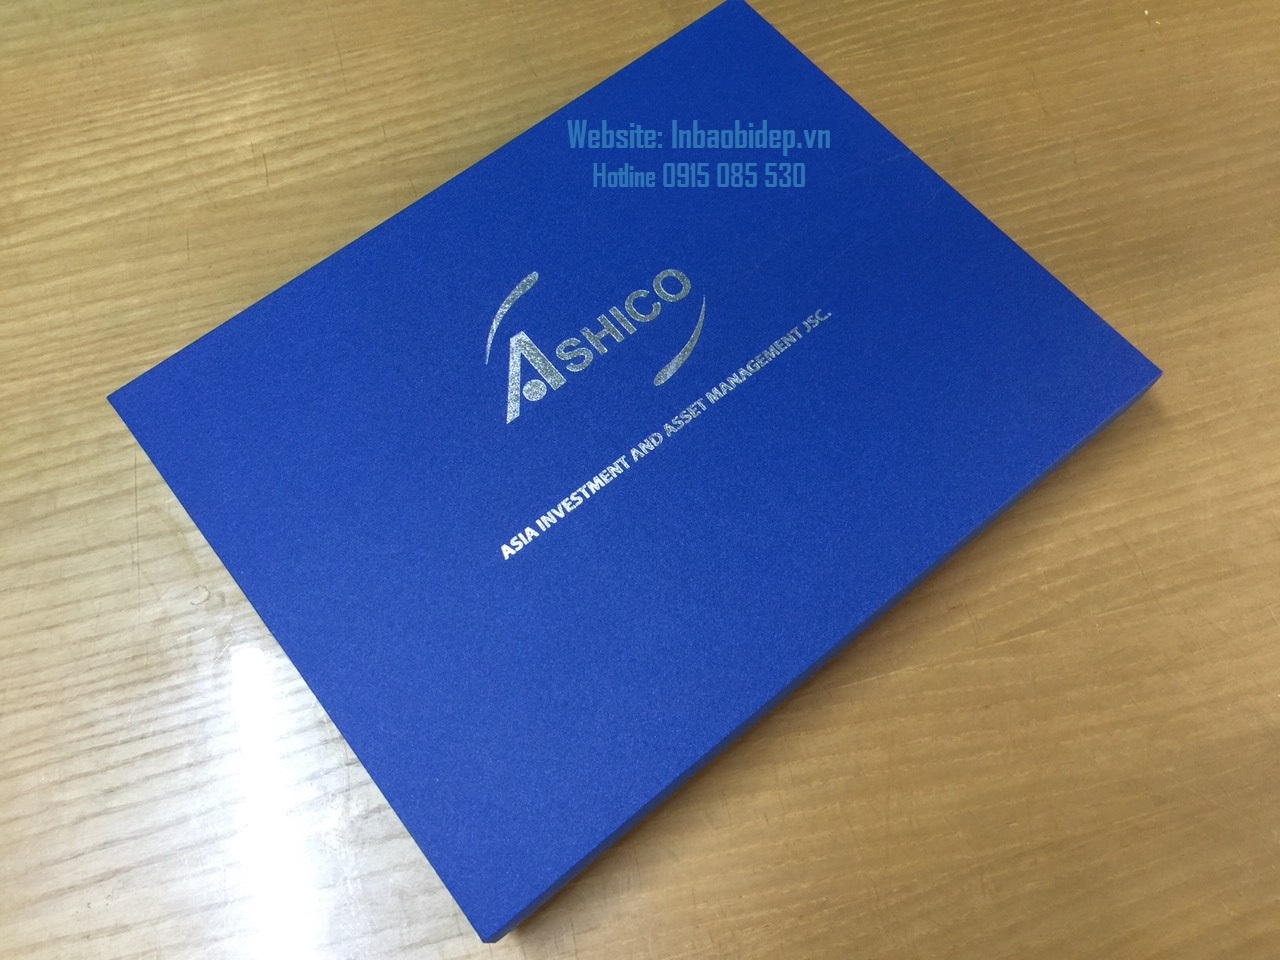 Website: Inbaobidep.vn
Hotline 0915 085 530
ASHICO
ASIA INVESTMENT AND ASSET MANAGEMENT JSC.